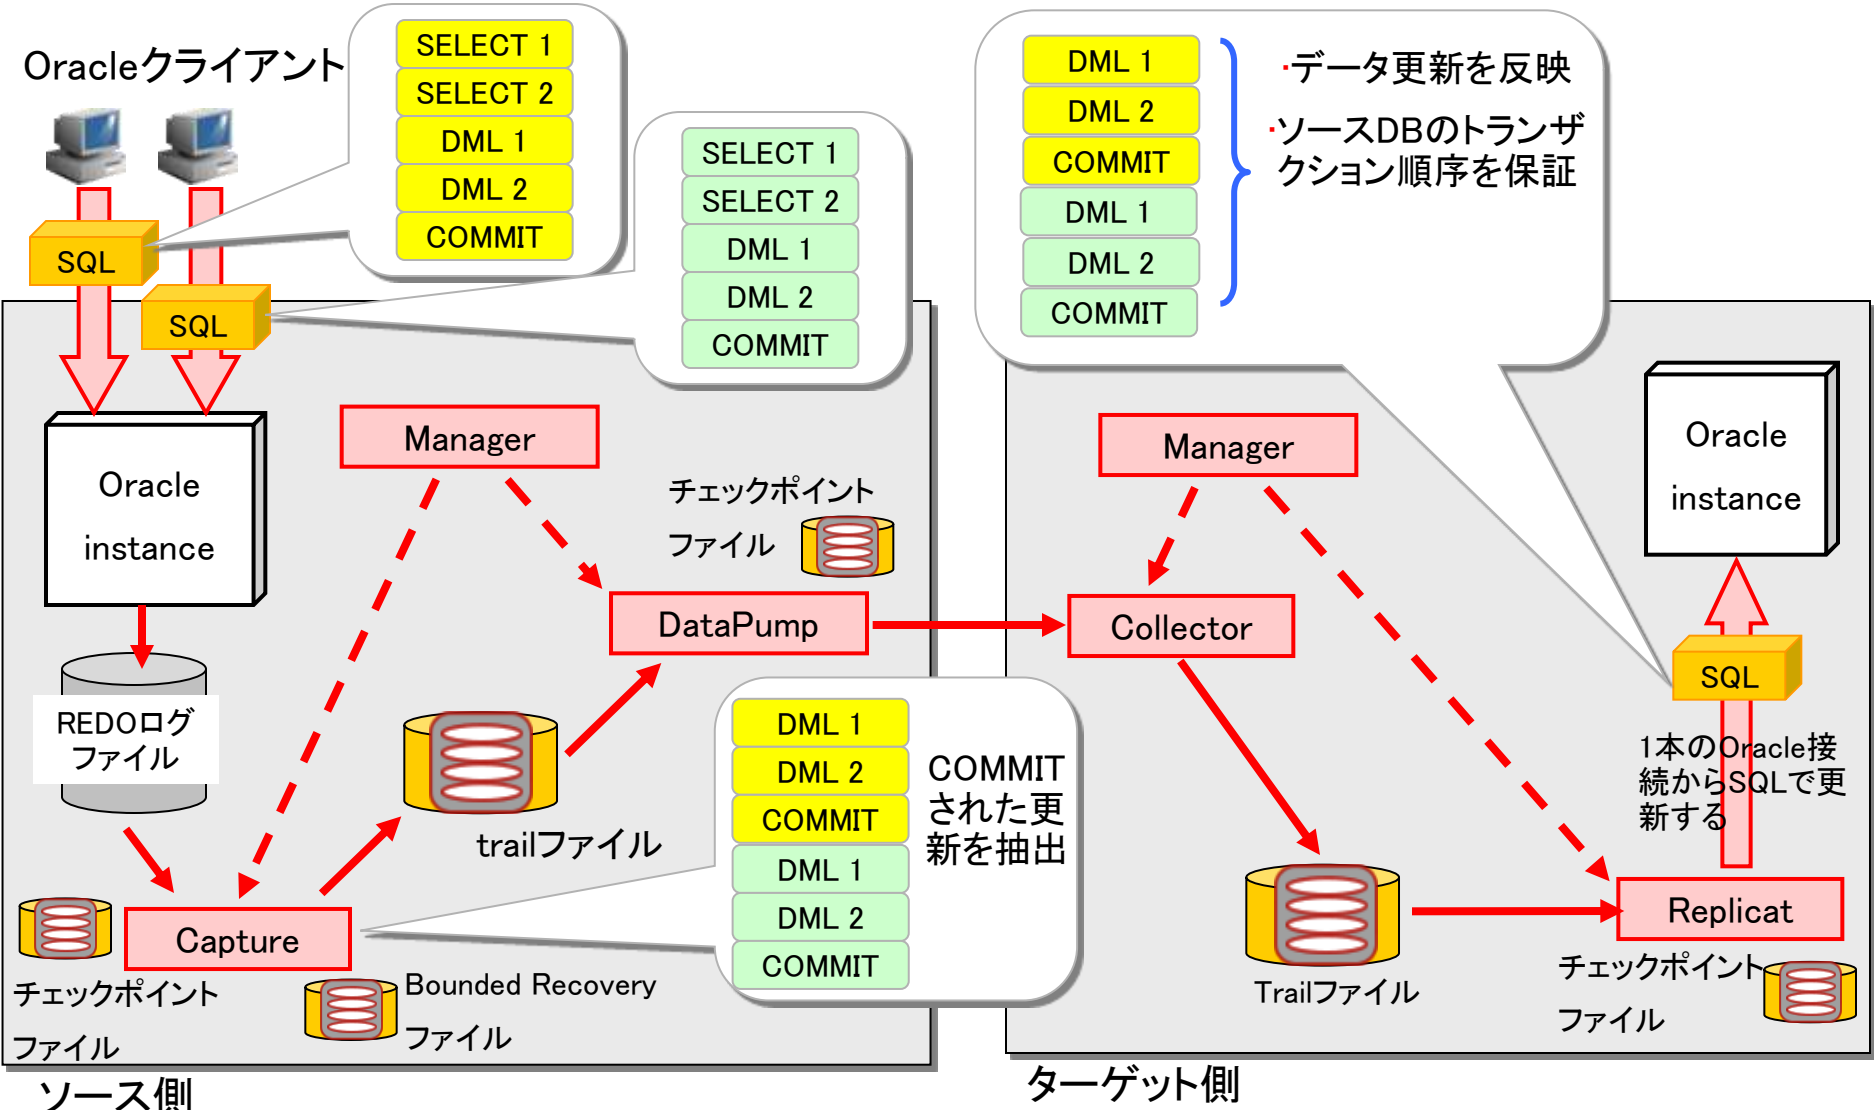 Oracleクライアント
SELECT 1
SELECT 2
DML 1
DML 2
COMMIT
SELECT 1
SELECT 2
DML 1
DML 2
COMMIT
SQL
SQL
DML 1
DML 2
COMMIT
DML 1
DML 2
COMMIT
・データ更新を反映
・ソースDBのトランザ
クション順序を保証
Oracle
instance
Manager
チェックポイント
ファイル
DataPump
REDOログ
ファイル
trailファイル
Capture
チェックポイント
ファイル
Bounded Recovery
ファイル
DML 1
DML 2
COMMIT
DML 1
DML 2
COMMIT
COMMIT
された更
新を抽出
ソース側
Manager
Collector
Oracle
instance
SQL
1本のOracle接
続からSQLで更
新する
Trailファイル
Replicat
チェックポイント
ファイル
ターゲット側